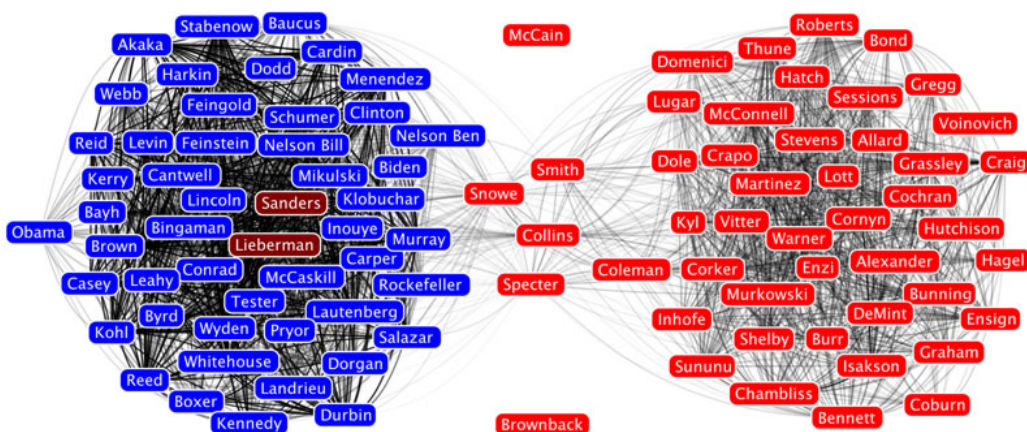 Stabenow
Baucus
Akaka
Cardin
Harkin
Dodd
Menendez
Webb
Feingold
Schumer
Clinton
Reid
Levin
Feinstein
Nelson Bill
Nelson Ben
Kerry
Cantwell
Mikulski
Biden
Bayh
Lincoln
Sanders
Klobuchar
Obama
Bingaman
Inouye
Brown
Lieberman
Murray
Casey
Leahy
Conrad
McCaskill
Carper
Rockefeller
Byrd
Tester
Lautenberg
Kohl
Wyden
Pryor
Salazar
Whitehouse
Dorgan
Reed
Landrieu
Boxer
Kennedy
Durbin
McCain
Smith
Snowe
Collins
Specter
Coleman
Brownback
Roberts
Thune
Bond
Domenici
Hatch
Gregg
Lugar
McConnell
Sessions
Voinovich
Stevens
Allard
Dole
Crapo
Grassley
Craig
Martinez
Lott
Cochran
Kyl
Vitter
Cornyn
Hutchison
Warner
Corker
Enzi
Alexander
Hagel
Murkowski
Bunning
Inhofe
DeMint
Ensign
Shelby
Burr
Graham
Sununu
Isakson
Chambliss
Coburn
Bennett